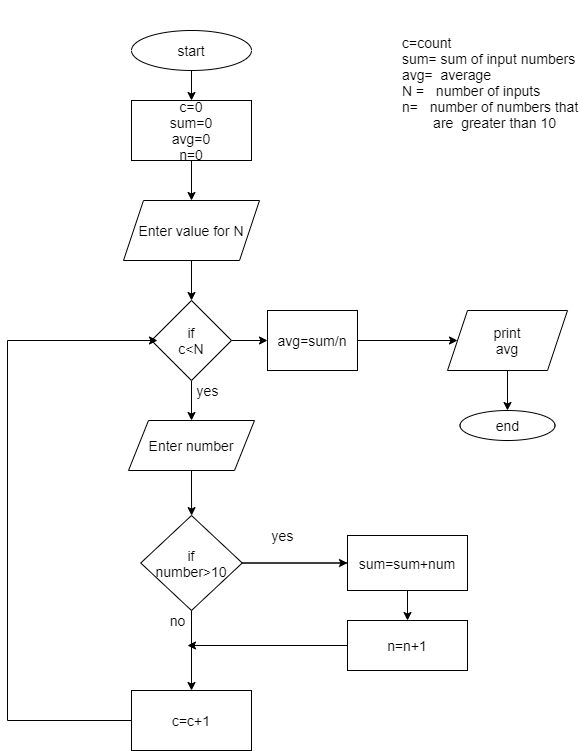 start
c=count
sum= sum of input numbers
avg= average
N = number of inputs
n= number of numbers that
are greater than 10
c=0
sum=0
avg=0
n=0
Enter value for N
if
c<N
avg=sum/n
print
avg
yes
Enter number
end
yes
if
number>10
sum=sum+num
no
n=n+1
c=c+1